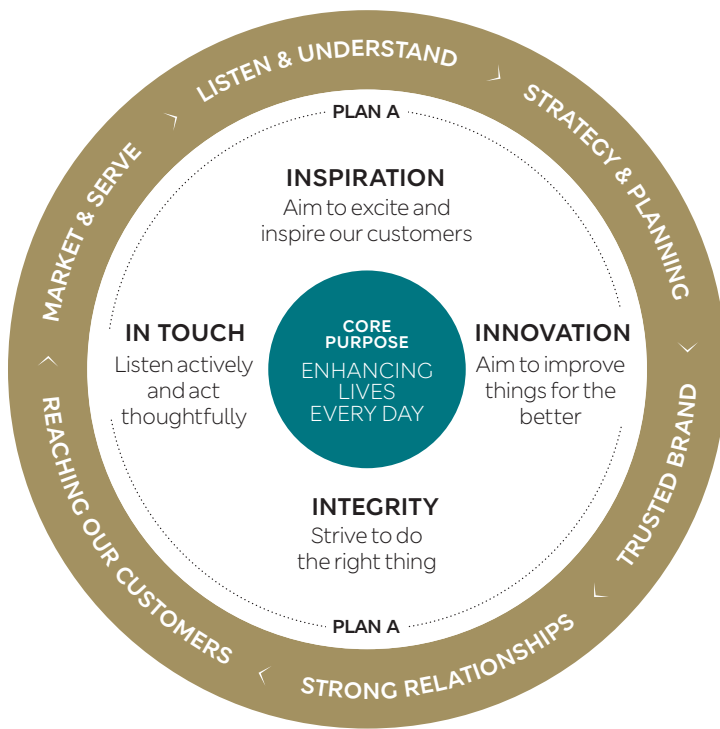 LISTEN & UNDERSTAND
STRATEGY & PLANNING
TRUSTED BRAND
STRONG RELATIONSHIPS
REACHING OUR CUSTOMERS
MARKET & SERVE
PLAN A
INSPIRATION
Aim to excite and
inspire our customers
IN TOUCH
Listen actively
and act
thoughtfully
CORE
PURPOSE
ENHANCING
LIVES
EVERY DAY
INNOVATION
Aim to improve
things for the
better
INTEGRITY
Strive to do
the right thing
PLAN A